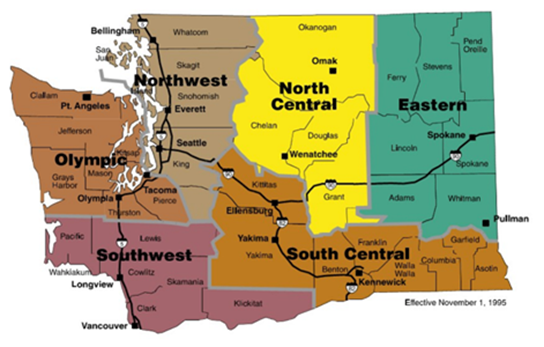 Okanogan
Bellingham
Whatcom
San
Juan
Pend
Oreille
Omak
Skagit
Stevens
Ferry
Northwest
Island
North
Central
Clallam
Pt. Angeles
Snohomish
Everett
Eastern
Jefferson
Chelan
Douglas
Spokane
Seattle
Lincoln
Kitsap
Olympic
Wenatchee
King
90
Spokane
Mason
Grays
Harbor
Tacoma
Pierce
Kittitas
Grant
Adams
Whitman
Olympia
Thurston
Ellensburg
82
Pullman
Pacific
Lewis
Yakima
Franklin
Garfield
Southwest
South Central
Yakima
Columbia
Wahkiakum
Cowlitz
Benton
Walla
Walla
Asotin
Longview
Skamania
Kennewick
Klickitat
Clark
Effective November 1, 1995
Vancouver